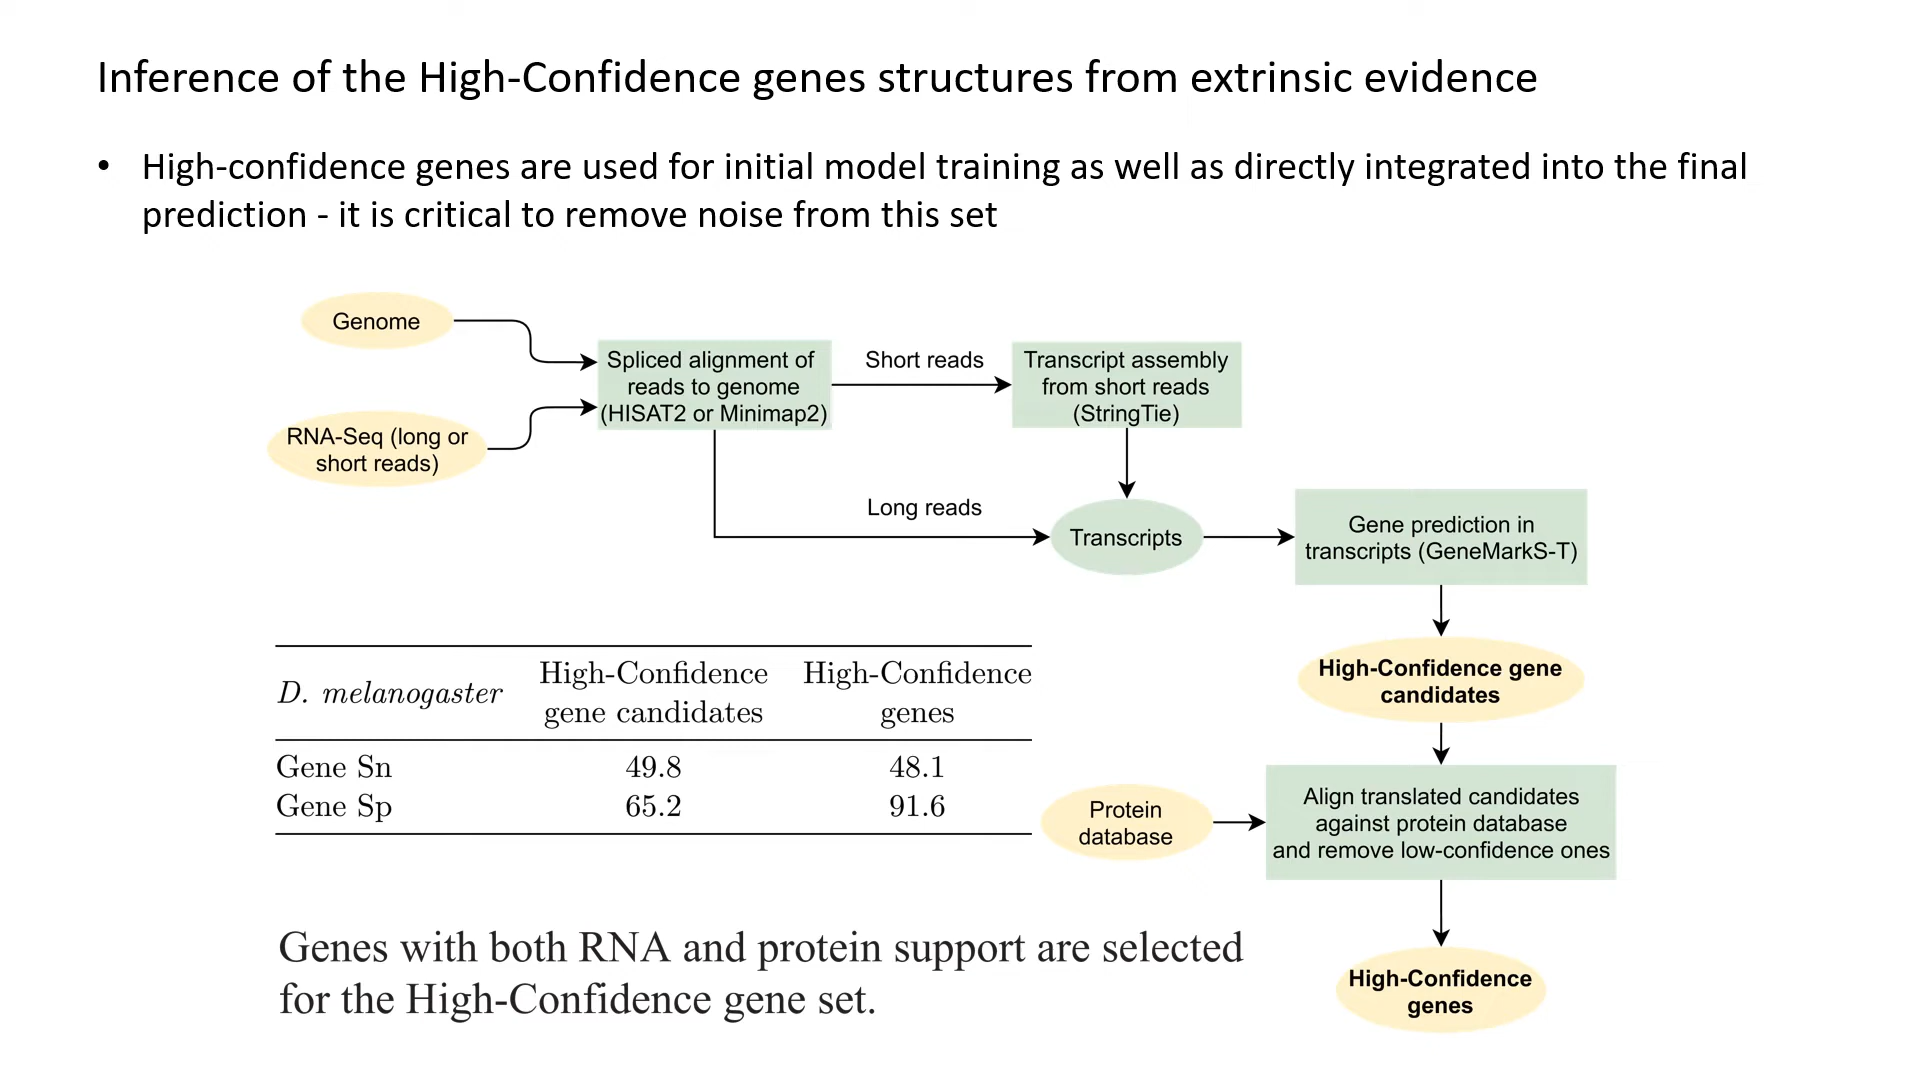 Inference of the High-Confidence genes structures from extrinsic evidence
• High-confidence genes are used for initial model training as well as directly integrated into the final
prediction - it is critical to remove noise from this set
Genome
RNA-Seq (long or
short reads)
Spliced alignment of
reads to genome
(HISAT2 or Minimap2)
Short reads
Transcript assembly
from short reads
(StringTie)
Long reads
Transcripts
Gene prediction in
transcripts (GeneMarkS-T)
High-Confidence gene
candidates
Protein
database
Align translated candidates
against protein database
and remove low-confidence ones
High-Confidence
genes
D. melanogaster
High-Confidence
gene candidates
High-Confidence
genes
Gene Sn 49.8 48.1
Gene Sp 65.2 91.6
Genes with both RNA and protein support are selected
for the High-Confidence gene set.